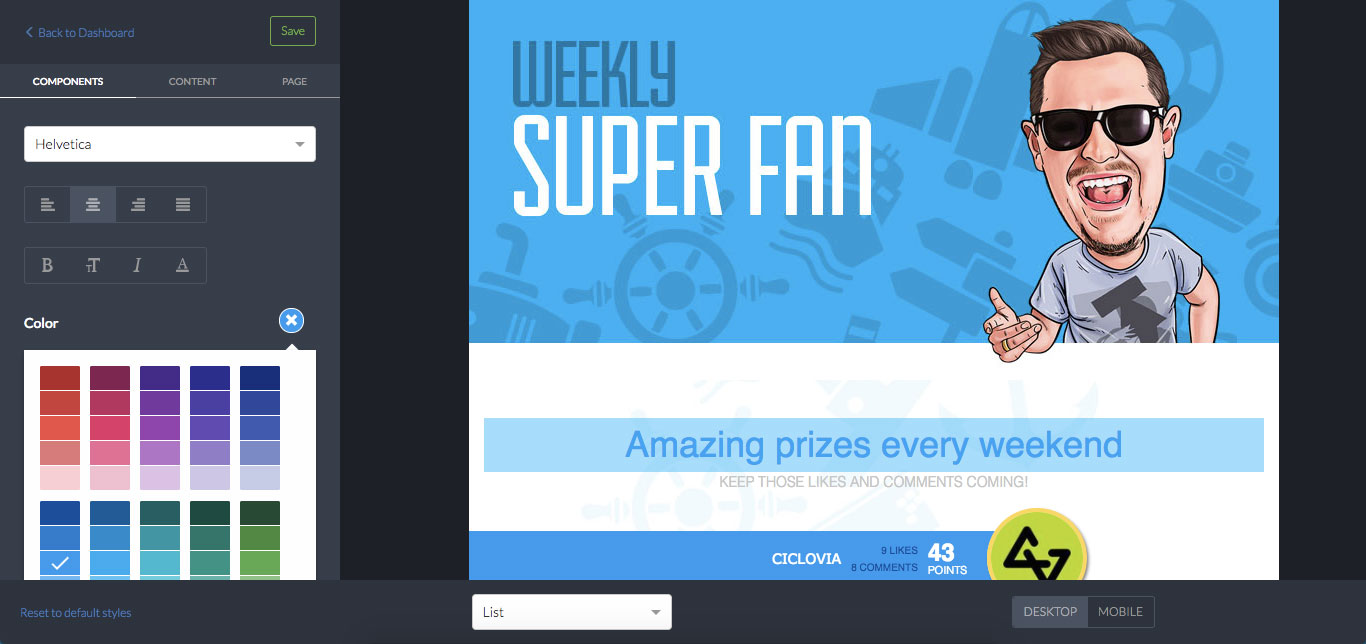 Back to Dashboard
Save
COMPONENTS
CONTENT
PAGE
Helvetica
B
TT
I
A
Color
Reset to default styles
WEEKLY
SUPER FAN
Amazing prizes every weekend
KEEP THOSE LIKES AND COMMENTS COMING!
CICLOVIA
9 LIKES
8 COMMENTS
43
POINTS
List
DESKTOP
MOBILE